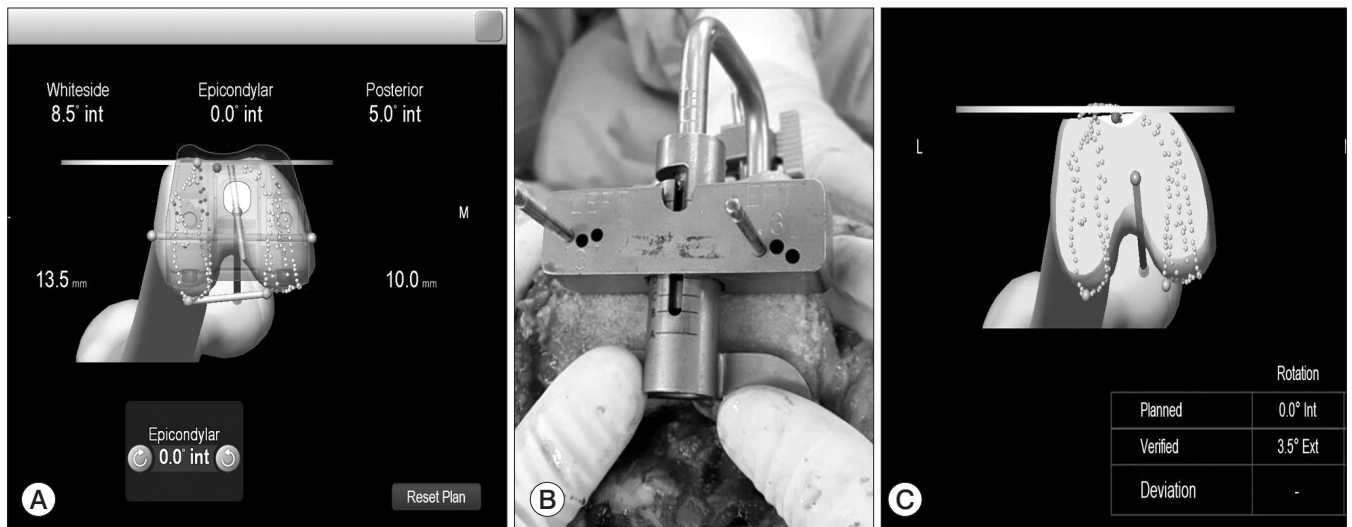 Whiteside
8.5° int
Epicondylar
0.0° int
Posterior
5.0° int
M
13.5 mm
10.0 mm
Epicondylar
0.0° int
Reset Plan
A
LEFT
3
B
A
B
L
Rotation
Planned
0.0° Int
Verified
3.5° Ext
Deviation
-
C